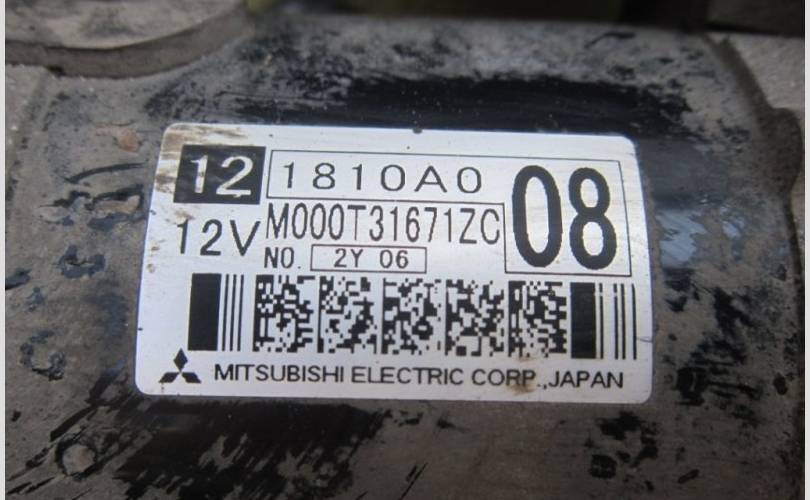 12 1810A0 08
12V M000T31671ZC
NO. 2Y 06
MITSUBISHI ELECTRIC CORP.,JAPAN